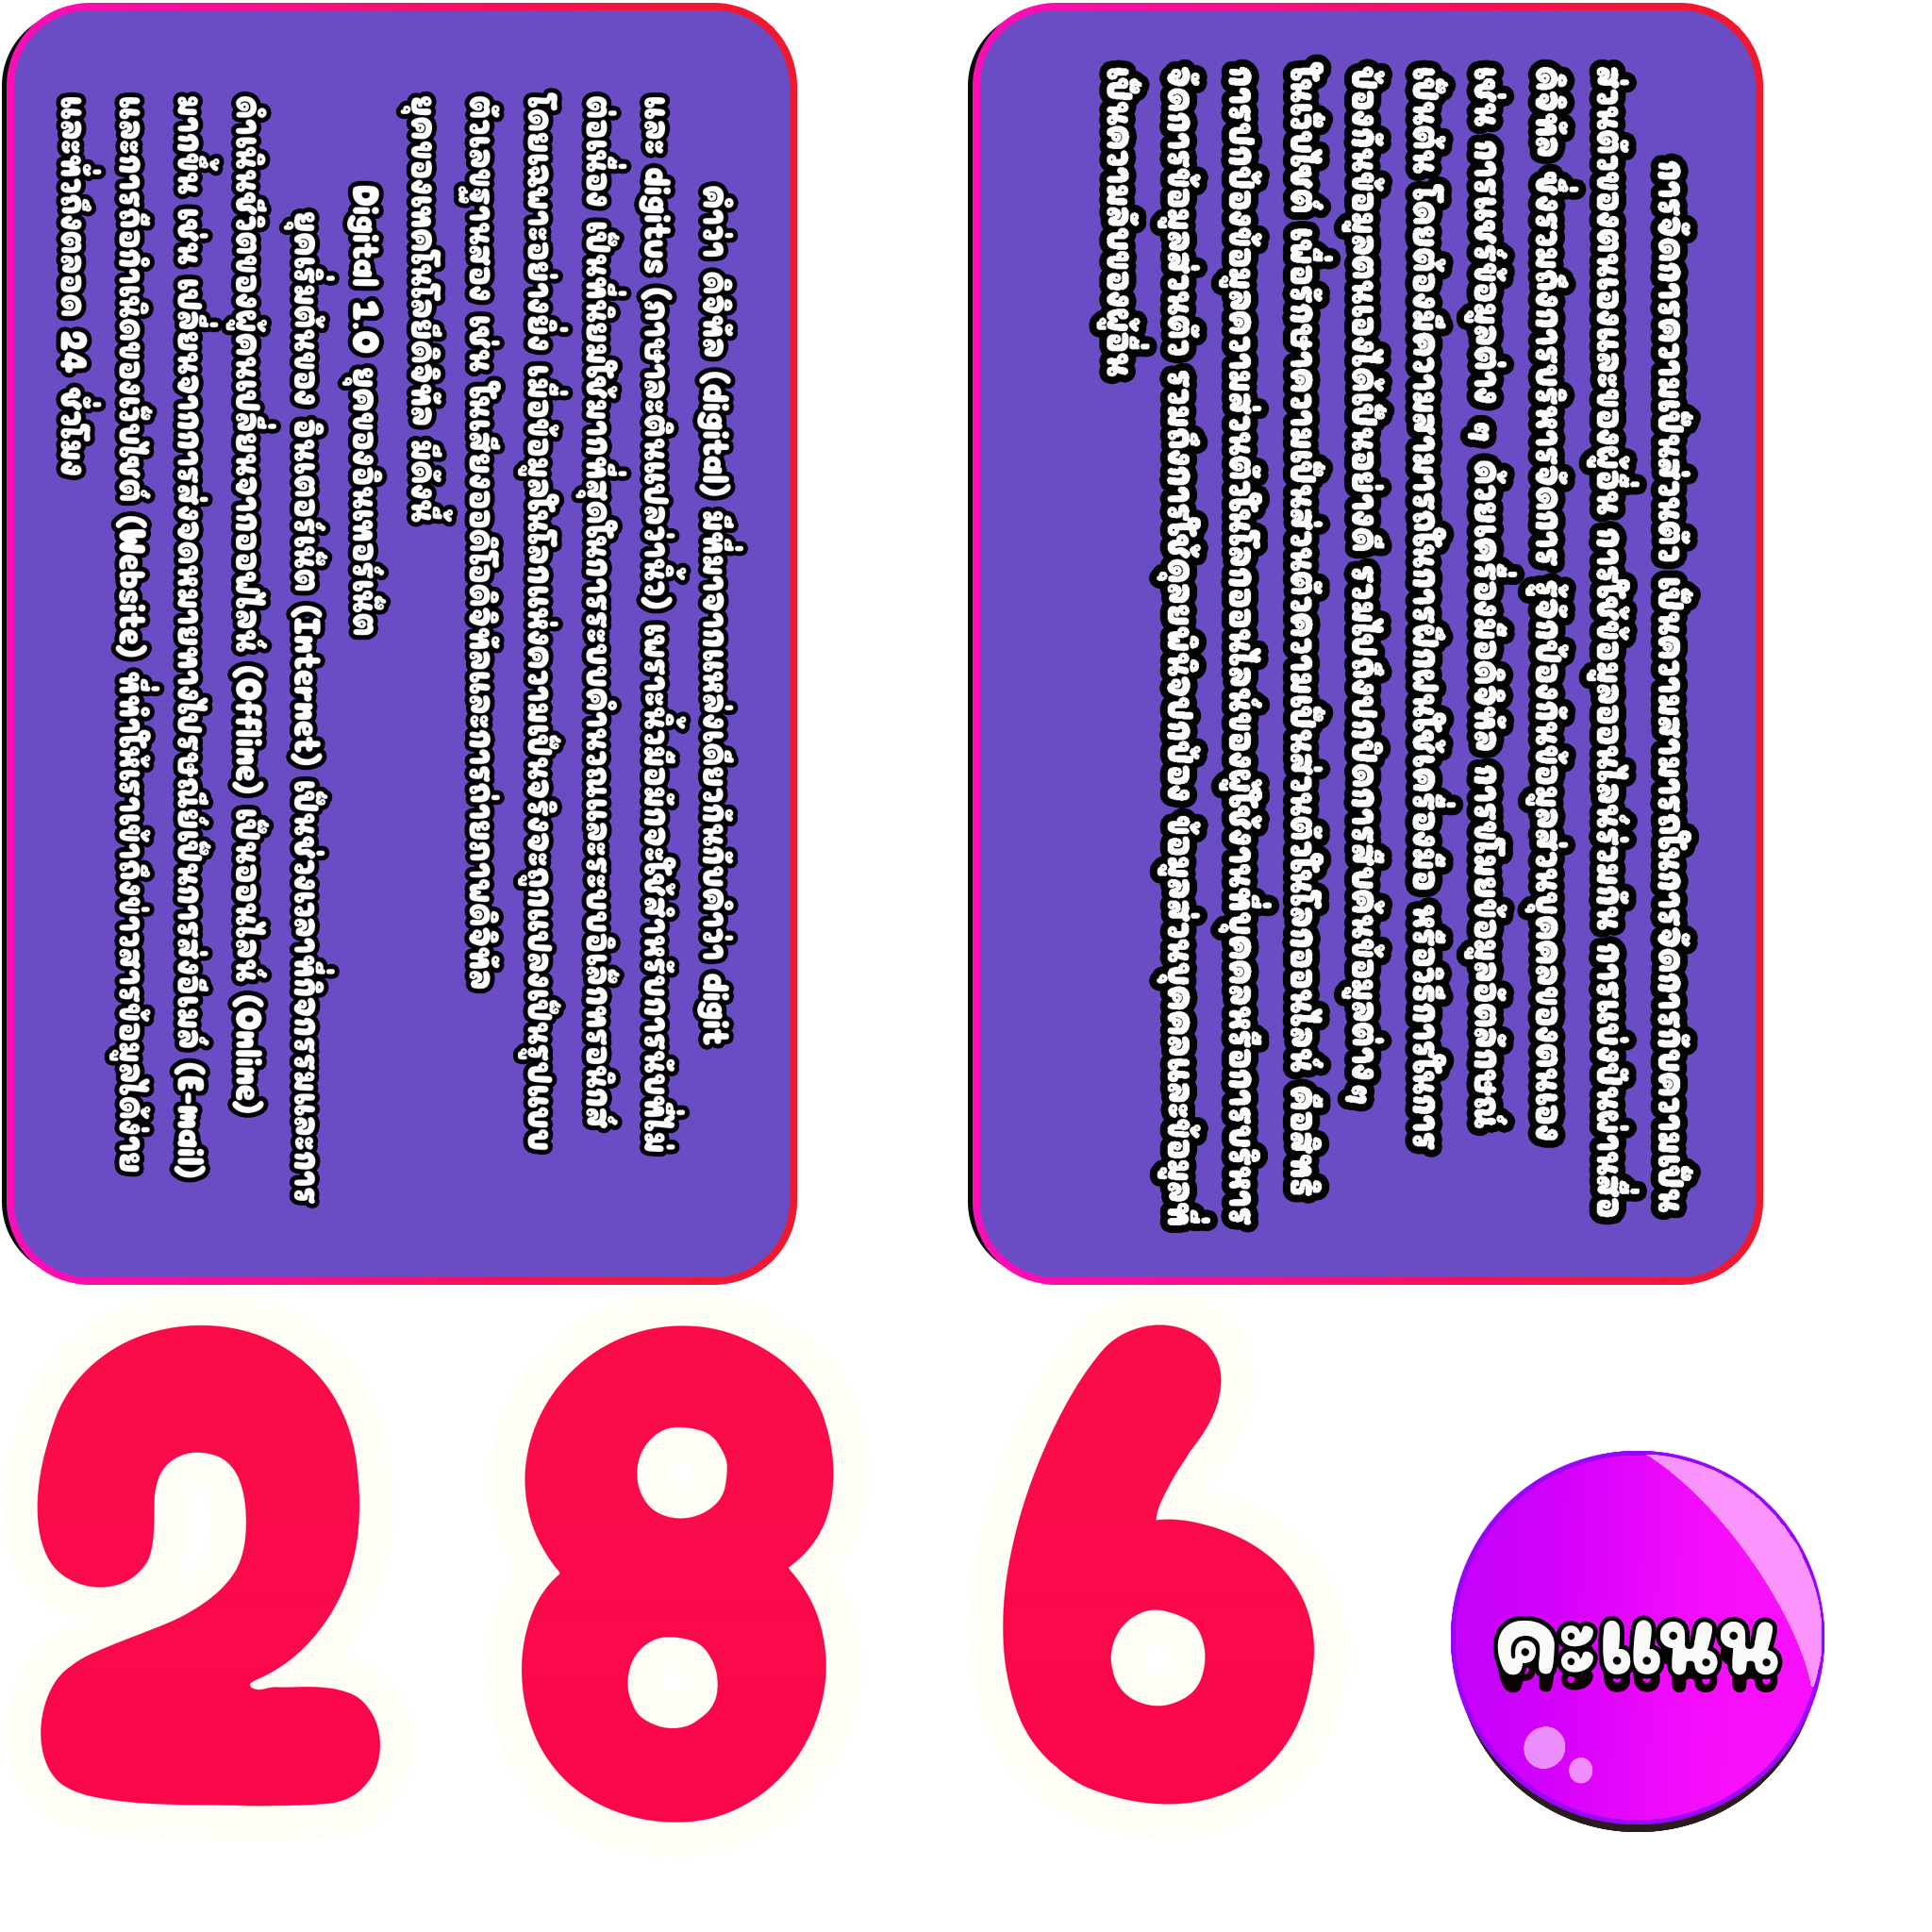 คำว่า ดิจิทัล (digital) มีที่มาจากแหล่งเดียวกันกับคำว่า digit
และ digitus (ภาษาละตินแปลว่านิ้ว) เพราะนิ้วมือมักจะใช้สำหรับการนับที่ไม่
ต่อเนื่อง เป็นที่นิยมใช้มากที่สุดในการระบบคำนวณและระบบอิเล็กทรอนิกส์
โดยเฉพาะอย่างยิ่ง เมื่อข้อมูลในโลกแห่งความเป็นจริงจะถูกแปลงเป็นรูปแบบ
ตัวเลขฐานสอง เช่น ในเสียงออดิโอดิจิทัลและการถ่ายภาพดิจิทัล
ยุคของเทคโนโลยีดิจิทัล มีดังนี้
Digital 1.0 ยุคของอินเทอร์เน็ต
ยุคเริ่มต้นของ อินเตอร์เน็ต (Internet) เป็นช่วงเวลาที่กิจกรรมและการ
ดำเนินชีวิตของผู้คนเปลี่ยนจากออฟไลน์ (Offline) เป็นออนไลน์ (Online)
มากขึ้น เช่น เปลี่ยนจากการส่งจดหมายทางไปรษณีย์เป็นการส่งอีเมล์ (E-mail)
และการถือกำเนิดของเว็บไซต์ (Website) ที่ทำให้เราเข้าถึงข่าวสารข้อมูลได้ง่าย
และทั่วถึงตลอด 24 ชั่วโมง
การจัดการความเป็นส่วนตัว เป็นความสามารถในการจัดการกับความเป็น
ส่วนตัวของตนเองและของผู้อื่น การใช้ข้อมูลออนไลน์ร่วมกัน การแบ่งปันผ่านสื่อ
ดิจิทัล ซึ่งรวมถึงการบริหารจัดการ รู้จักป้องกันข้อมูลส่วนบุคคลของตนเอง
เช่น การแชร์ข้อมูลต่าง ๆ ด้วยเครื่องมือดิจิทัล การขโมยข้อมูลอัตลักษณ์
เป็นต้น โดยต้องมีความสามารถในการฝึกฝนใช้เครื่องมือ หรือวิธีการในการ
ป้องกันข้อมูลตนเองได้เป็นอย่างดี รวมไปถึงปกปิดการสืบค้นข้อมูลต่าง ๆ
ในเว็บไซต์ เพื่อรักษาความเป็นส่วนตัวความเป็นส่วนตัวในโลกออนไลน์ คือสิทธิ์
การปกป้องข้อมูลความส่วนตัวในโลกออนไลน์ของผู้ใช้งานที่บุคคลหรือการบริหาร
จัดการข้อมูลส่วนตัว รวมถึงการใช้ดุลยพินิจปกป้อง ข้อมูลส่วนบุคคลและข้อมูลที่
เป็นความลับของผู้อื่น
2 8 6
คะแนน